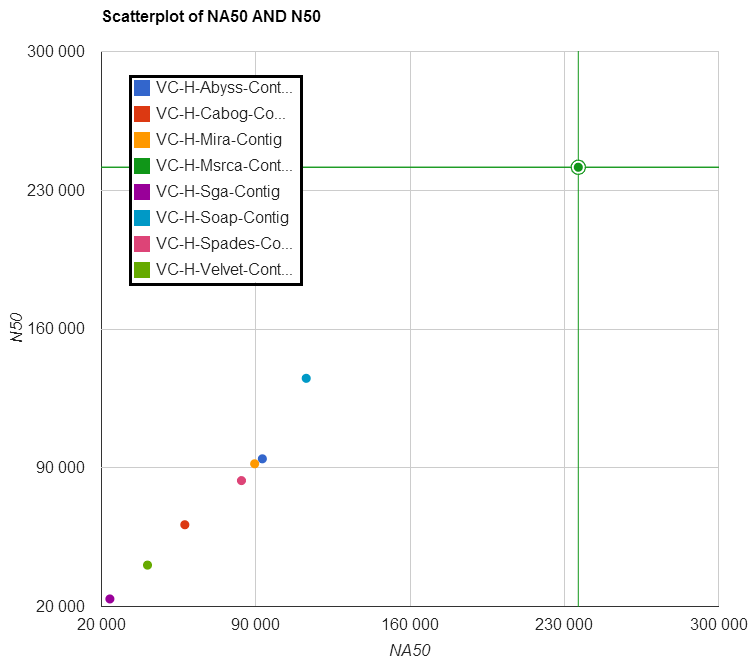 Scatterplot of NA50 AND N50
300 000
VC-H-Abyss-Cont...
VC-H-Cabog-Co...
VC-H-Mira-Contig
VC-H-Msrca-Cont...
230 000
VC-H-Sga-Contig
VC-H-Soap-Contig
VC-H-Spades-Co...
VC-H-Velvet-Cont...
N50
160 000
90 000
20 000
20 000 90 000 160 000 230 000 300 000
NA50